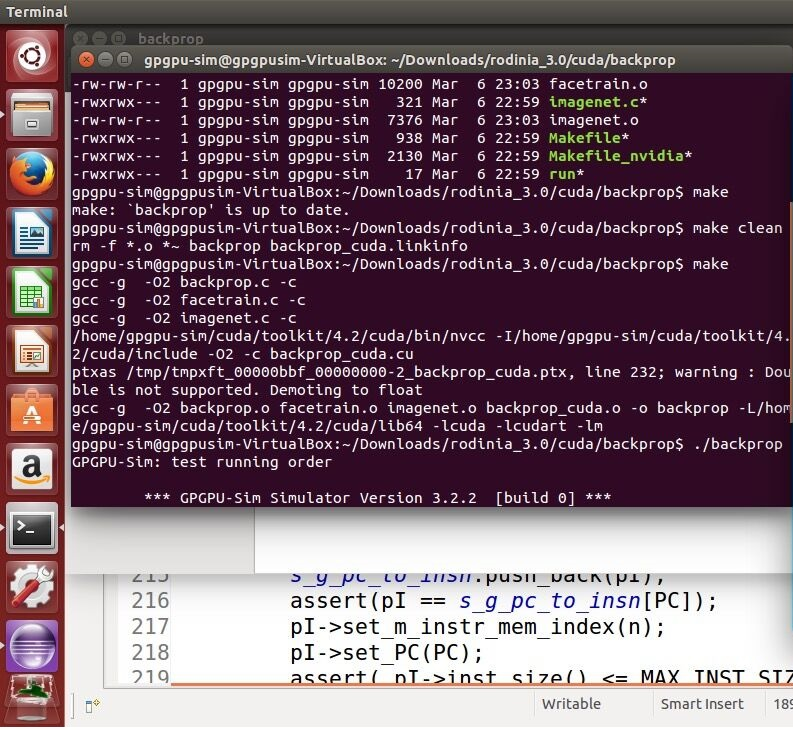 Terminal
backprop
gpgpu-sim@gpgpusim-VirtualBox: ~/Downloads/rodinia_3.0/cuda/backprop
-rw-rw-r-- 1 gpgpu-sim gpgpu-sim 10200 Mar 6 23:03 facetrain.o
-rwxrwx--- 1 gpgpu-sim gpgpu-sim 321 Mar 6 22:59 imagenet.c*
-rw-rw-r-- 1 gpgpu-sim gpgpu-sim 7376 Mar 6 23:03 imagenet.o
-rwxrwx--- 1 gpgpu-sim gpgpu-sim 938 Mar 6 22:59 Makefile*
-rwxrwx--- 1 gpgpu-sim gpgpu-sim 2130 Mar 6 22:59 Makefile_nvidia*
-rwxrwx--- 1 gpgpu-sim gpgpu-sim 17 Mar 6 22:59 run*
gpgpu-sim@gpgpusim-VirtualBox:~/Downloads/rodinia_3.0/cuda/backprop$ make
make: `backprop' is up to date.
gpgpu-sim@gpgpusim-VirtualBox:~/Downloads/rodinia_3.0/cuda/backprop$ make clean
rm -f *.o *~ backprop backprop_cuda.linkinfo
gpgpu-sim@gpgpusim-VirtualBox:~/Downloads/rodinia_3.0/cuda/backprop$ make
gcc -g -O2 backprop.c -c
gcc -g -O2 facetrain.c -c
gcc -g -O2 imagenet.c -c
/home/gpgpu-sim/cuda/toolkit/4.2/cuda/bin/nvcc -I/home/gpgpu-sim/cuda/toolkit/4.
2/cuda/include -O2 -c backprop_cuda.cu
ptxas /tmp/tmpxft_00000bbf_00000000-2_backprop_cuda.ptx, line 232; warning : Dou
ble is not supported. Demoting to float
gcc -g -O2 backprop.o facetrain.o imagenet.o backprop_cuda.o -o backprop -L/hom
e/gpgpu-sim/cuda/toolkit/4.2/cuda/lib64 -lcuda -lcudart -lm
gpgpu-sim@gpgpusim-VirtualBox:~/Downloads/rodinia_3.0/cuda/backprop$ ./backprop
GPGPU-Sim: test running order
*** GPGPU-Sim Simulator Version 3.2.2 [build 0] ***
215 s_g_pc_to_insn.push_back(pI);
216 assert(pI == s_g_pc_to_insn[PC]);
217 pI->set_m_instr_mem_index(n);
218 pI->set_PC(PC);
219 assert( pI->inst_size() <= MAX_INST_SIZ
Writable
Smart Insert
189